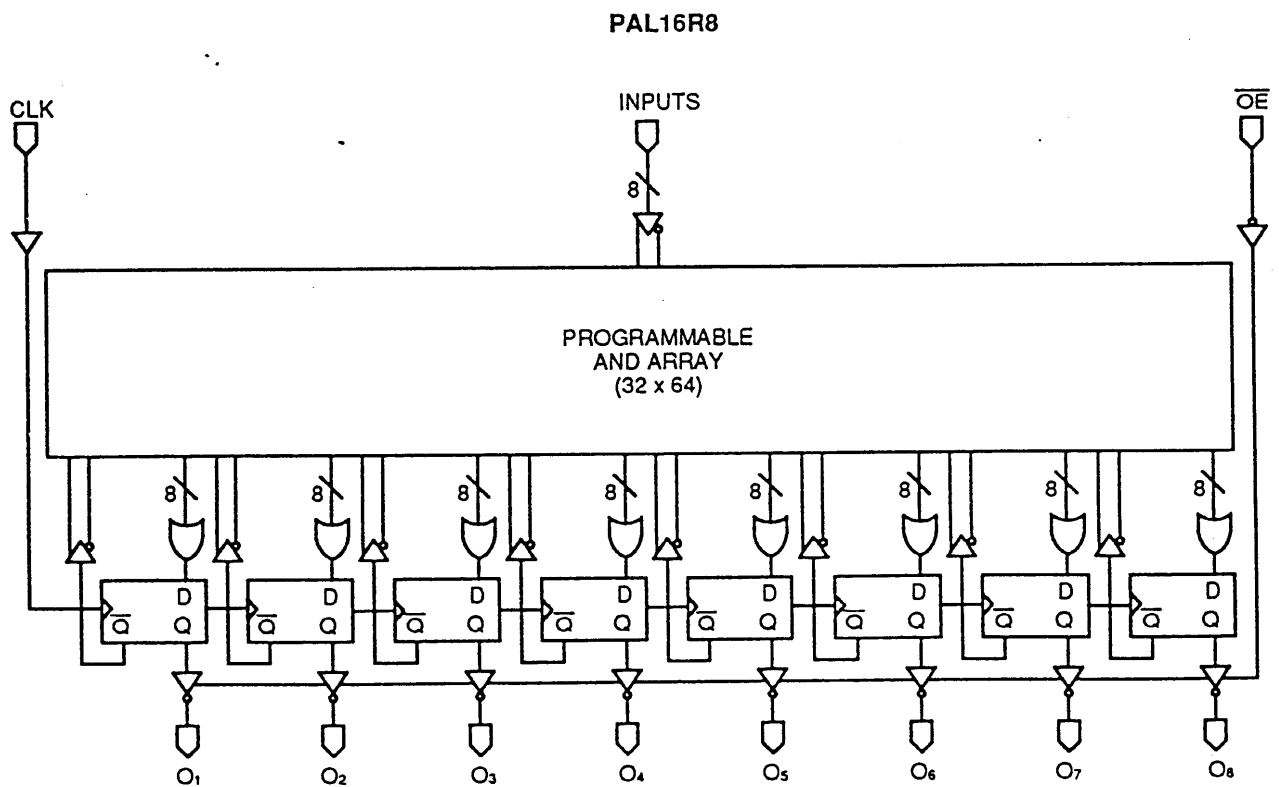 PAL16R8
CLK
INPUTS
O̅E̅
8
PROGRAMMABLE
AND ARRAY
(32 x 64)
8 8 8 8 8 8 8 8
D D D D D D D D
Q̅ Q Q̅ Q Q̅ Q Q̅ Q Q̅ Q Q̅ Q Q̅ Q Q̅ Q
O₁ O₂ O₃ O₄ O₅ O₆ O₇ O₈